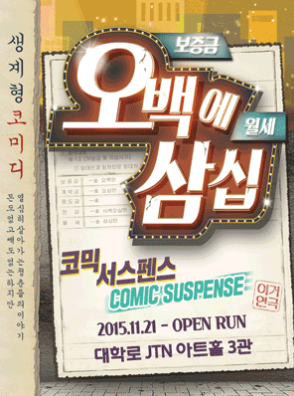 생계형 코미디
열심히 살아가는 청춘들의 이야기
돈도 없고 빽도 없는 하지만
보증금
오백에
월세
삼십
코믹
서스펜스
COMIC SUSPENSE
이거
연극
2015.11.21 - OPEN RUN
대학로 JTN 아트홀 3관